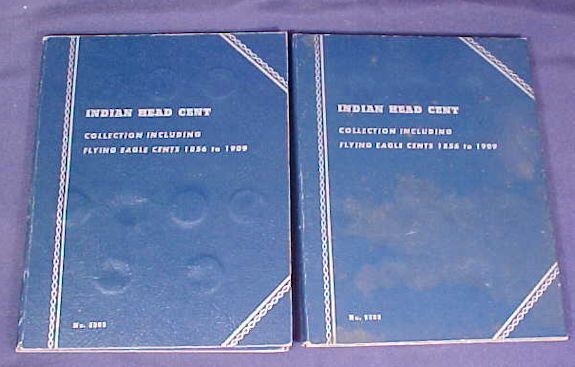 INDIAN HEAD CENT
COLLECTION INCLUDING
FLYING EAGLE CENTS 1856 to 1909
No.
INDIAN HEAD CENT
COLLECTION INCLUDING
FLYING EAGLE CENTS 1856 to 1909
No.